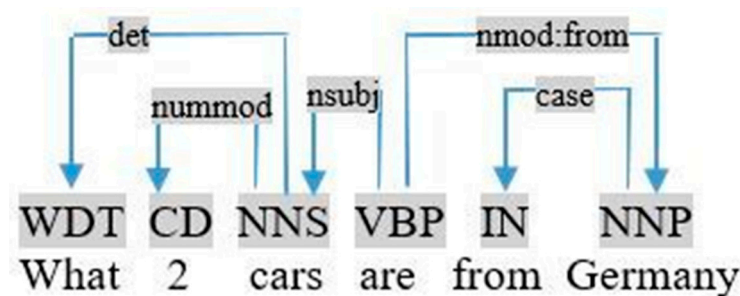 det nmod:from
nummod nsubj case
WDT CD NNS VBP IN NNP
What 2 cars are from Germany